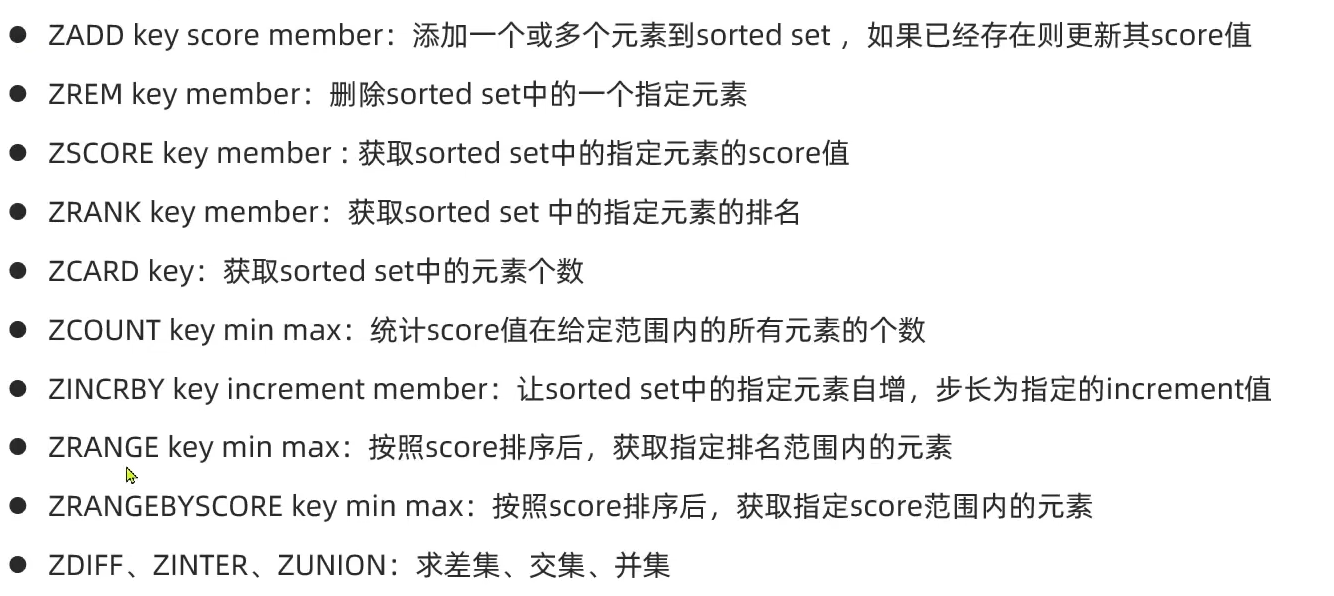 ● ZADD key score member：添加一个或多个元素到sorted set ，如果已经存在则更新其score值
● ZREM key member：删除sorted set中的一个指定元素
● ZSCORE key member : 获取sorted set中的指定元素的score值
● ZRANK key member：获取sorted set 中的指定元素的排名
● ZCARD key：获取sorted set中的元素个数
● ZCOUNT key min max：统计score值在给定范围内的所有元素的个数
● ZINCRBY key increment member：让sorted set中的指定元素自增，步长为指定的increment值
● ZRANGE key min max：按照score排序后，获取指定排名范围内的元素
● ZRANGEBYSCORE key min max：按照score排序后，获取指定score范围内的元素
● ZDIFF、ZINTER、ZUNION：求差集、交集、并集